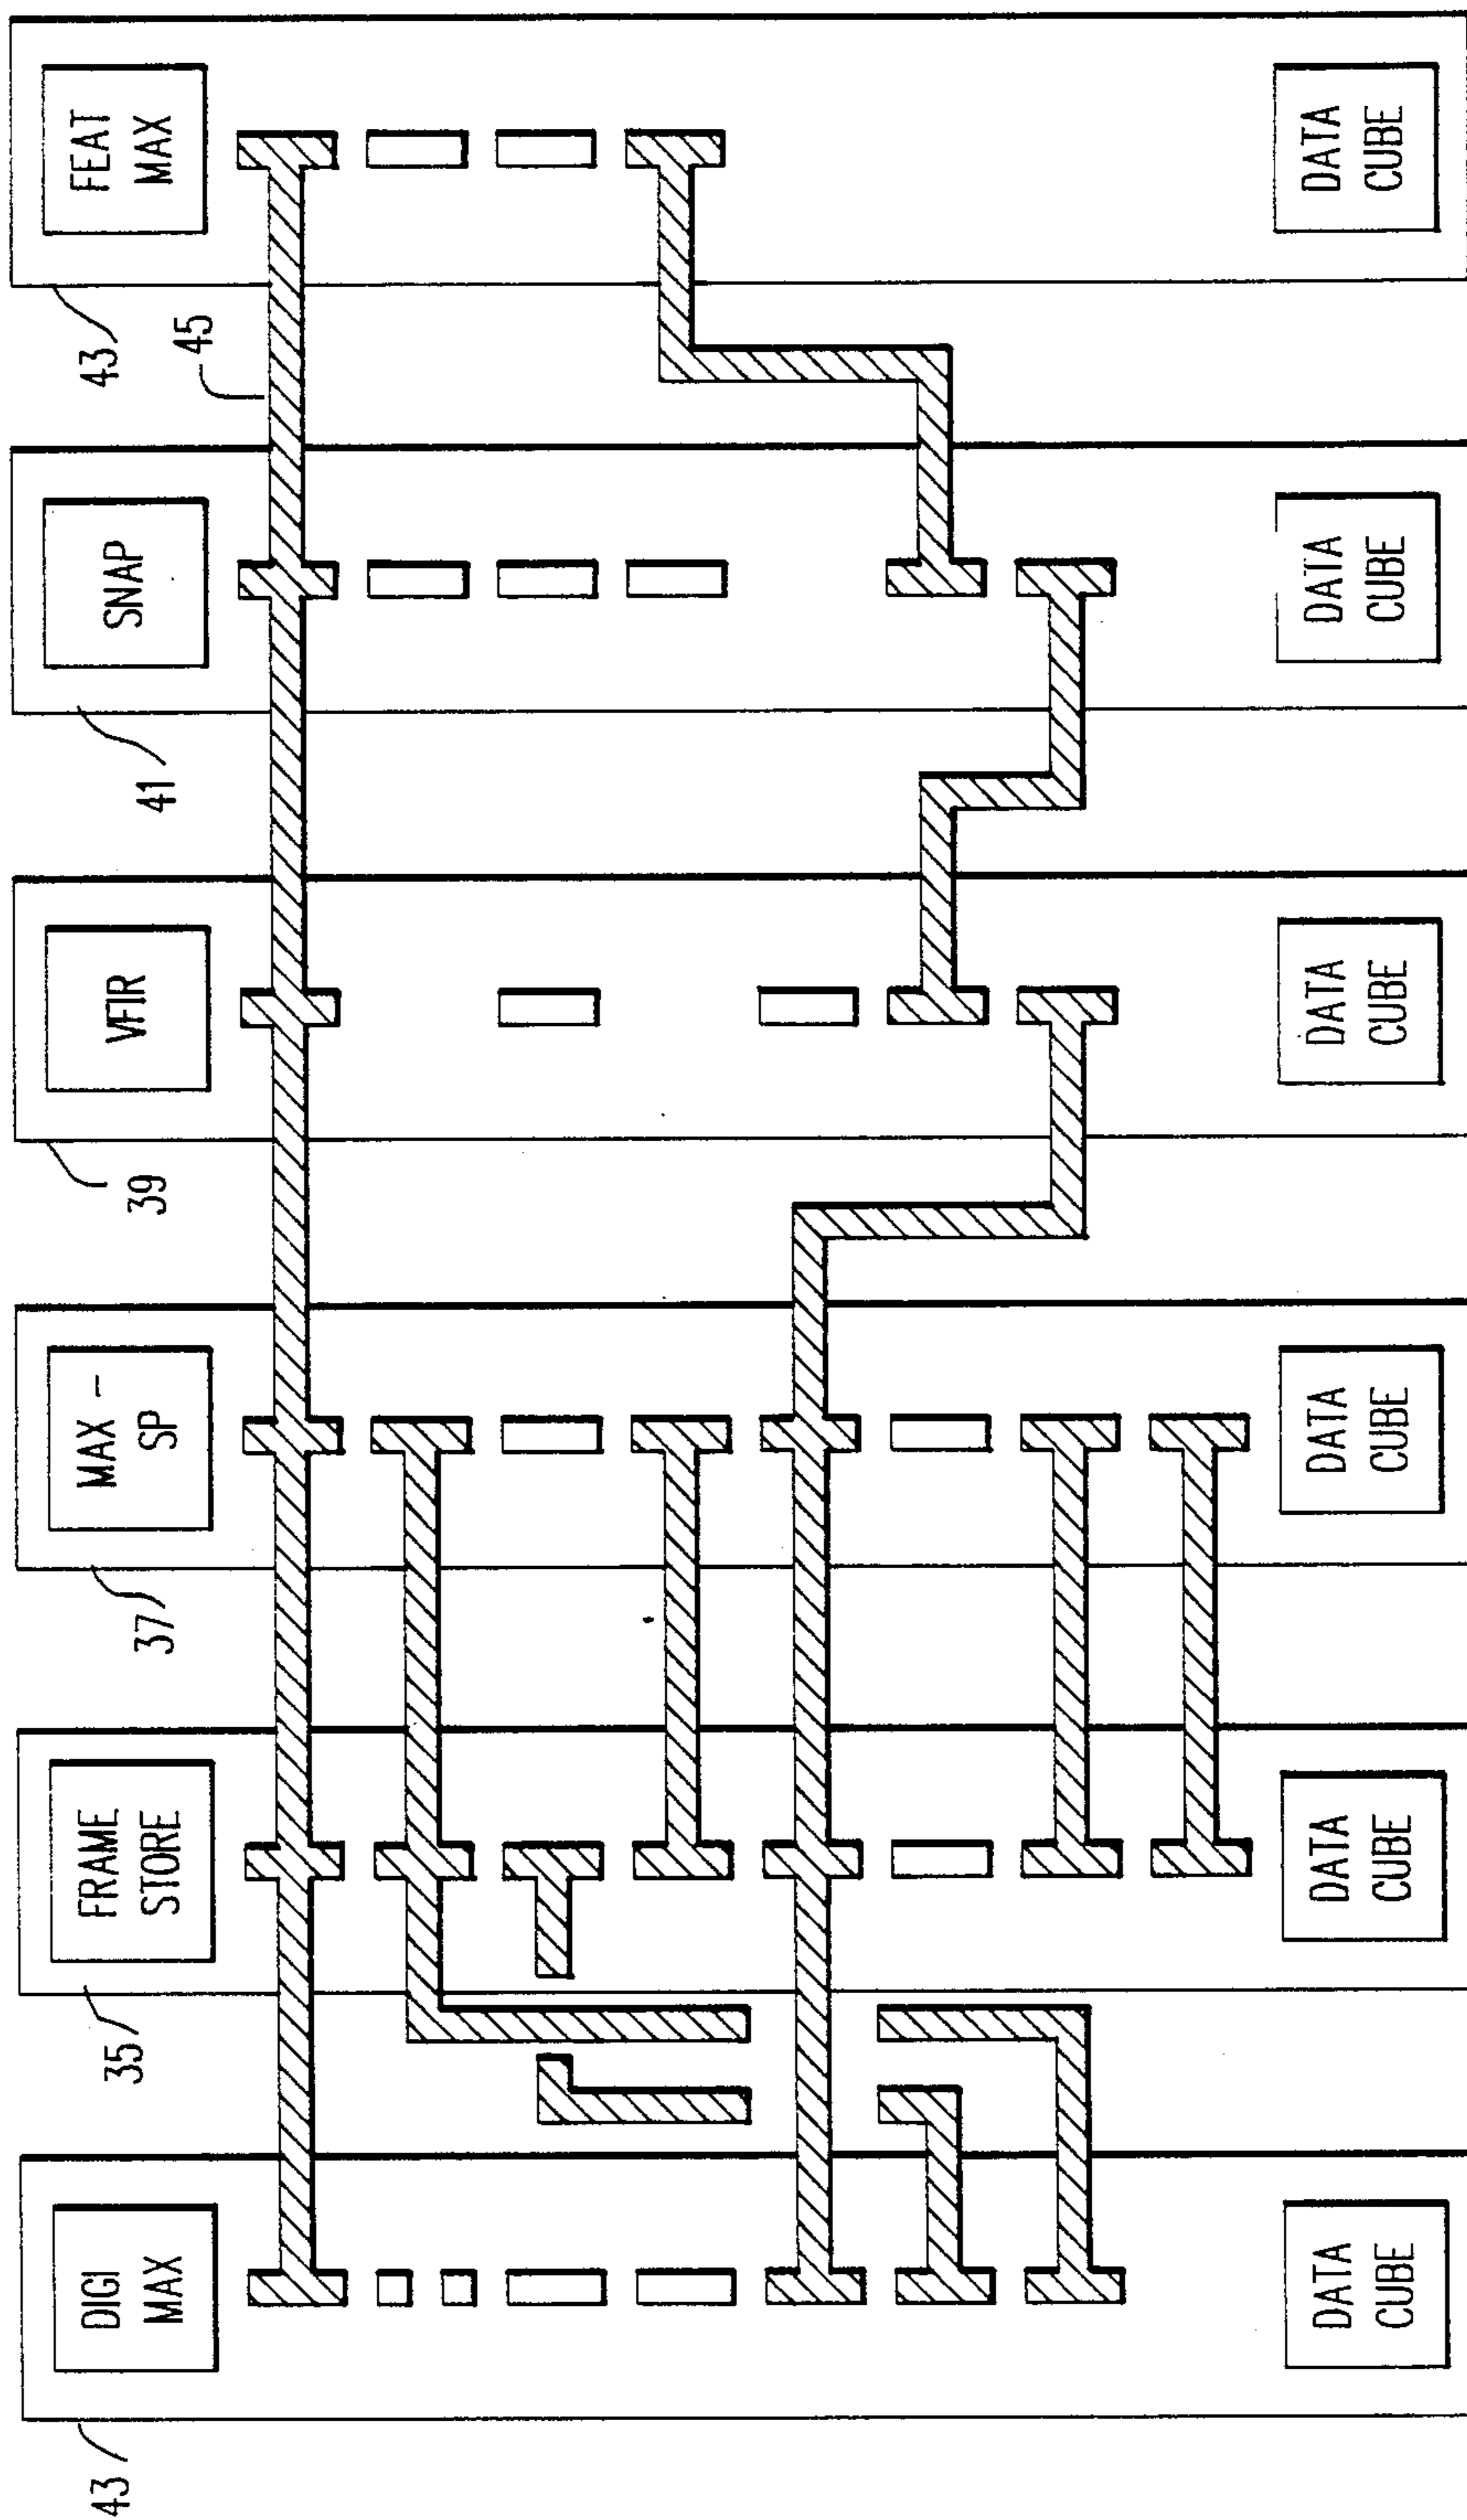 43
DIGI
MAX
DATA
CUBE
35
FRAME
STORE
DATA
CUBE
37
MAX -
SP
DATA
CUBE
39
VFIR
DATA
CUBE
41
SNAP
DATA
CUBE
43
45
FEAT
MAX
DATA
CUBE